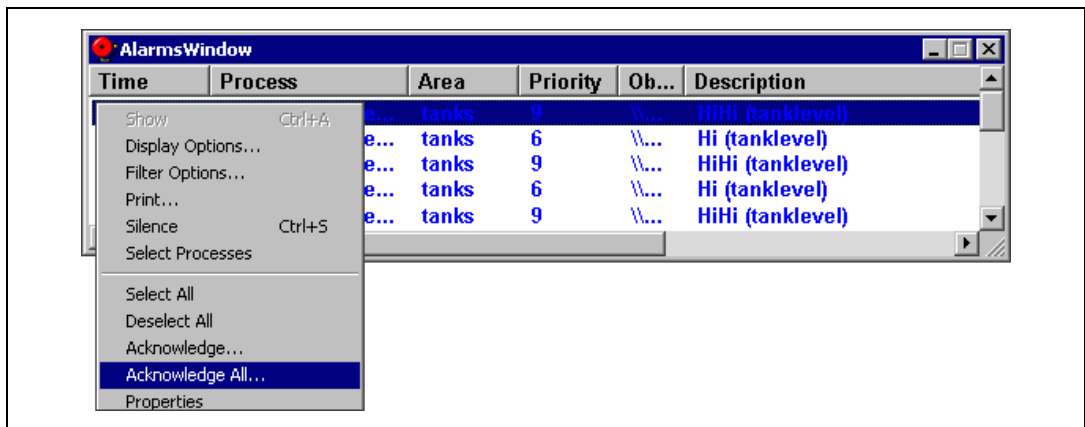 AlarmsWindow
Time Process Area Priority Ob... Description
e... tanks 9 \\... HiHi (tanklevel)
e... tanks 6 \\... Hi (tanklevel)
e... tanks 9 \\... HiHi (tanklevel)
e... tanks 6 \\... Hi (tanklevel)
e... tanks 9 \\... HiHi (tanklevel)
Show Ctrl+A
Display Options...
Filter Options...
Print...
Silence Ctrl+S
Select Processes
Select All
Deselect All
Acknowledge...
Acknowledge All...
Properties